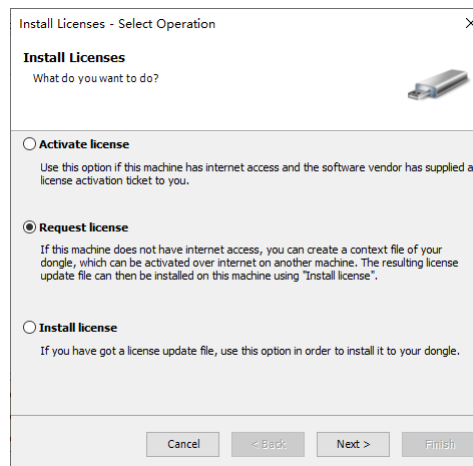 Install Licenses - Select Operation
Install Licenses
What do you want to do?
Activate license
Use this option if this machine has internet access and the software vendor has supplied a
license activation ticket to you.
Request license
If this machine does not have internet access, you can create a context file of your
dongle, which can be activated over internet on another machine. The resulting license
update file can then be installed on this machine using "Install license".
Install license
If you have got a license update file, use this option in order to install it to your dongle.
Cancel < Back Next > Finish